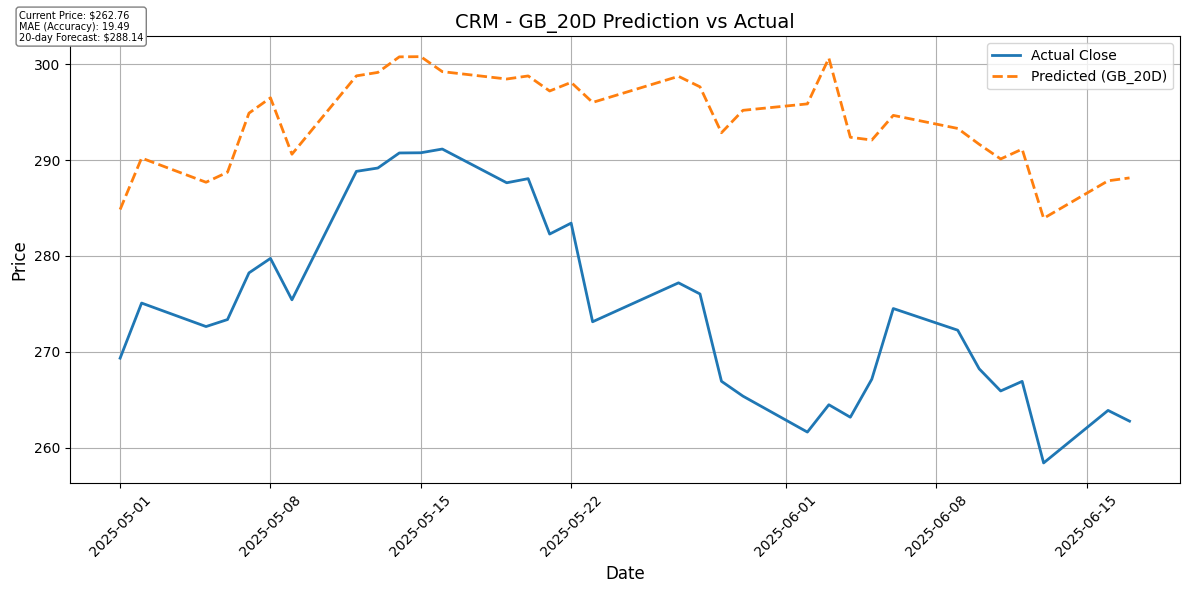 Current Price: $262.76
MAE (Accuracy): 19.49
20-day Forecast: $288.14
CRM - GB_20D Prediction vs Actual
Actual Close
Predicted (GB_20D)
300
290
280
270
260
Price
2025-05-01
2025-05-08
2025-05-15
2025-05-22
2025-06-01
2025-06-08
2025-06-15
Date